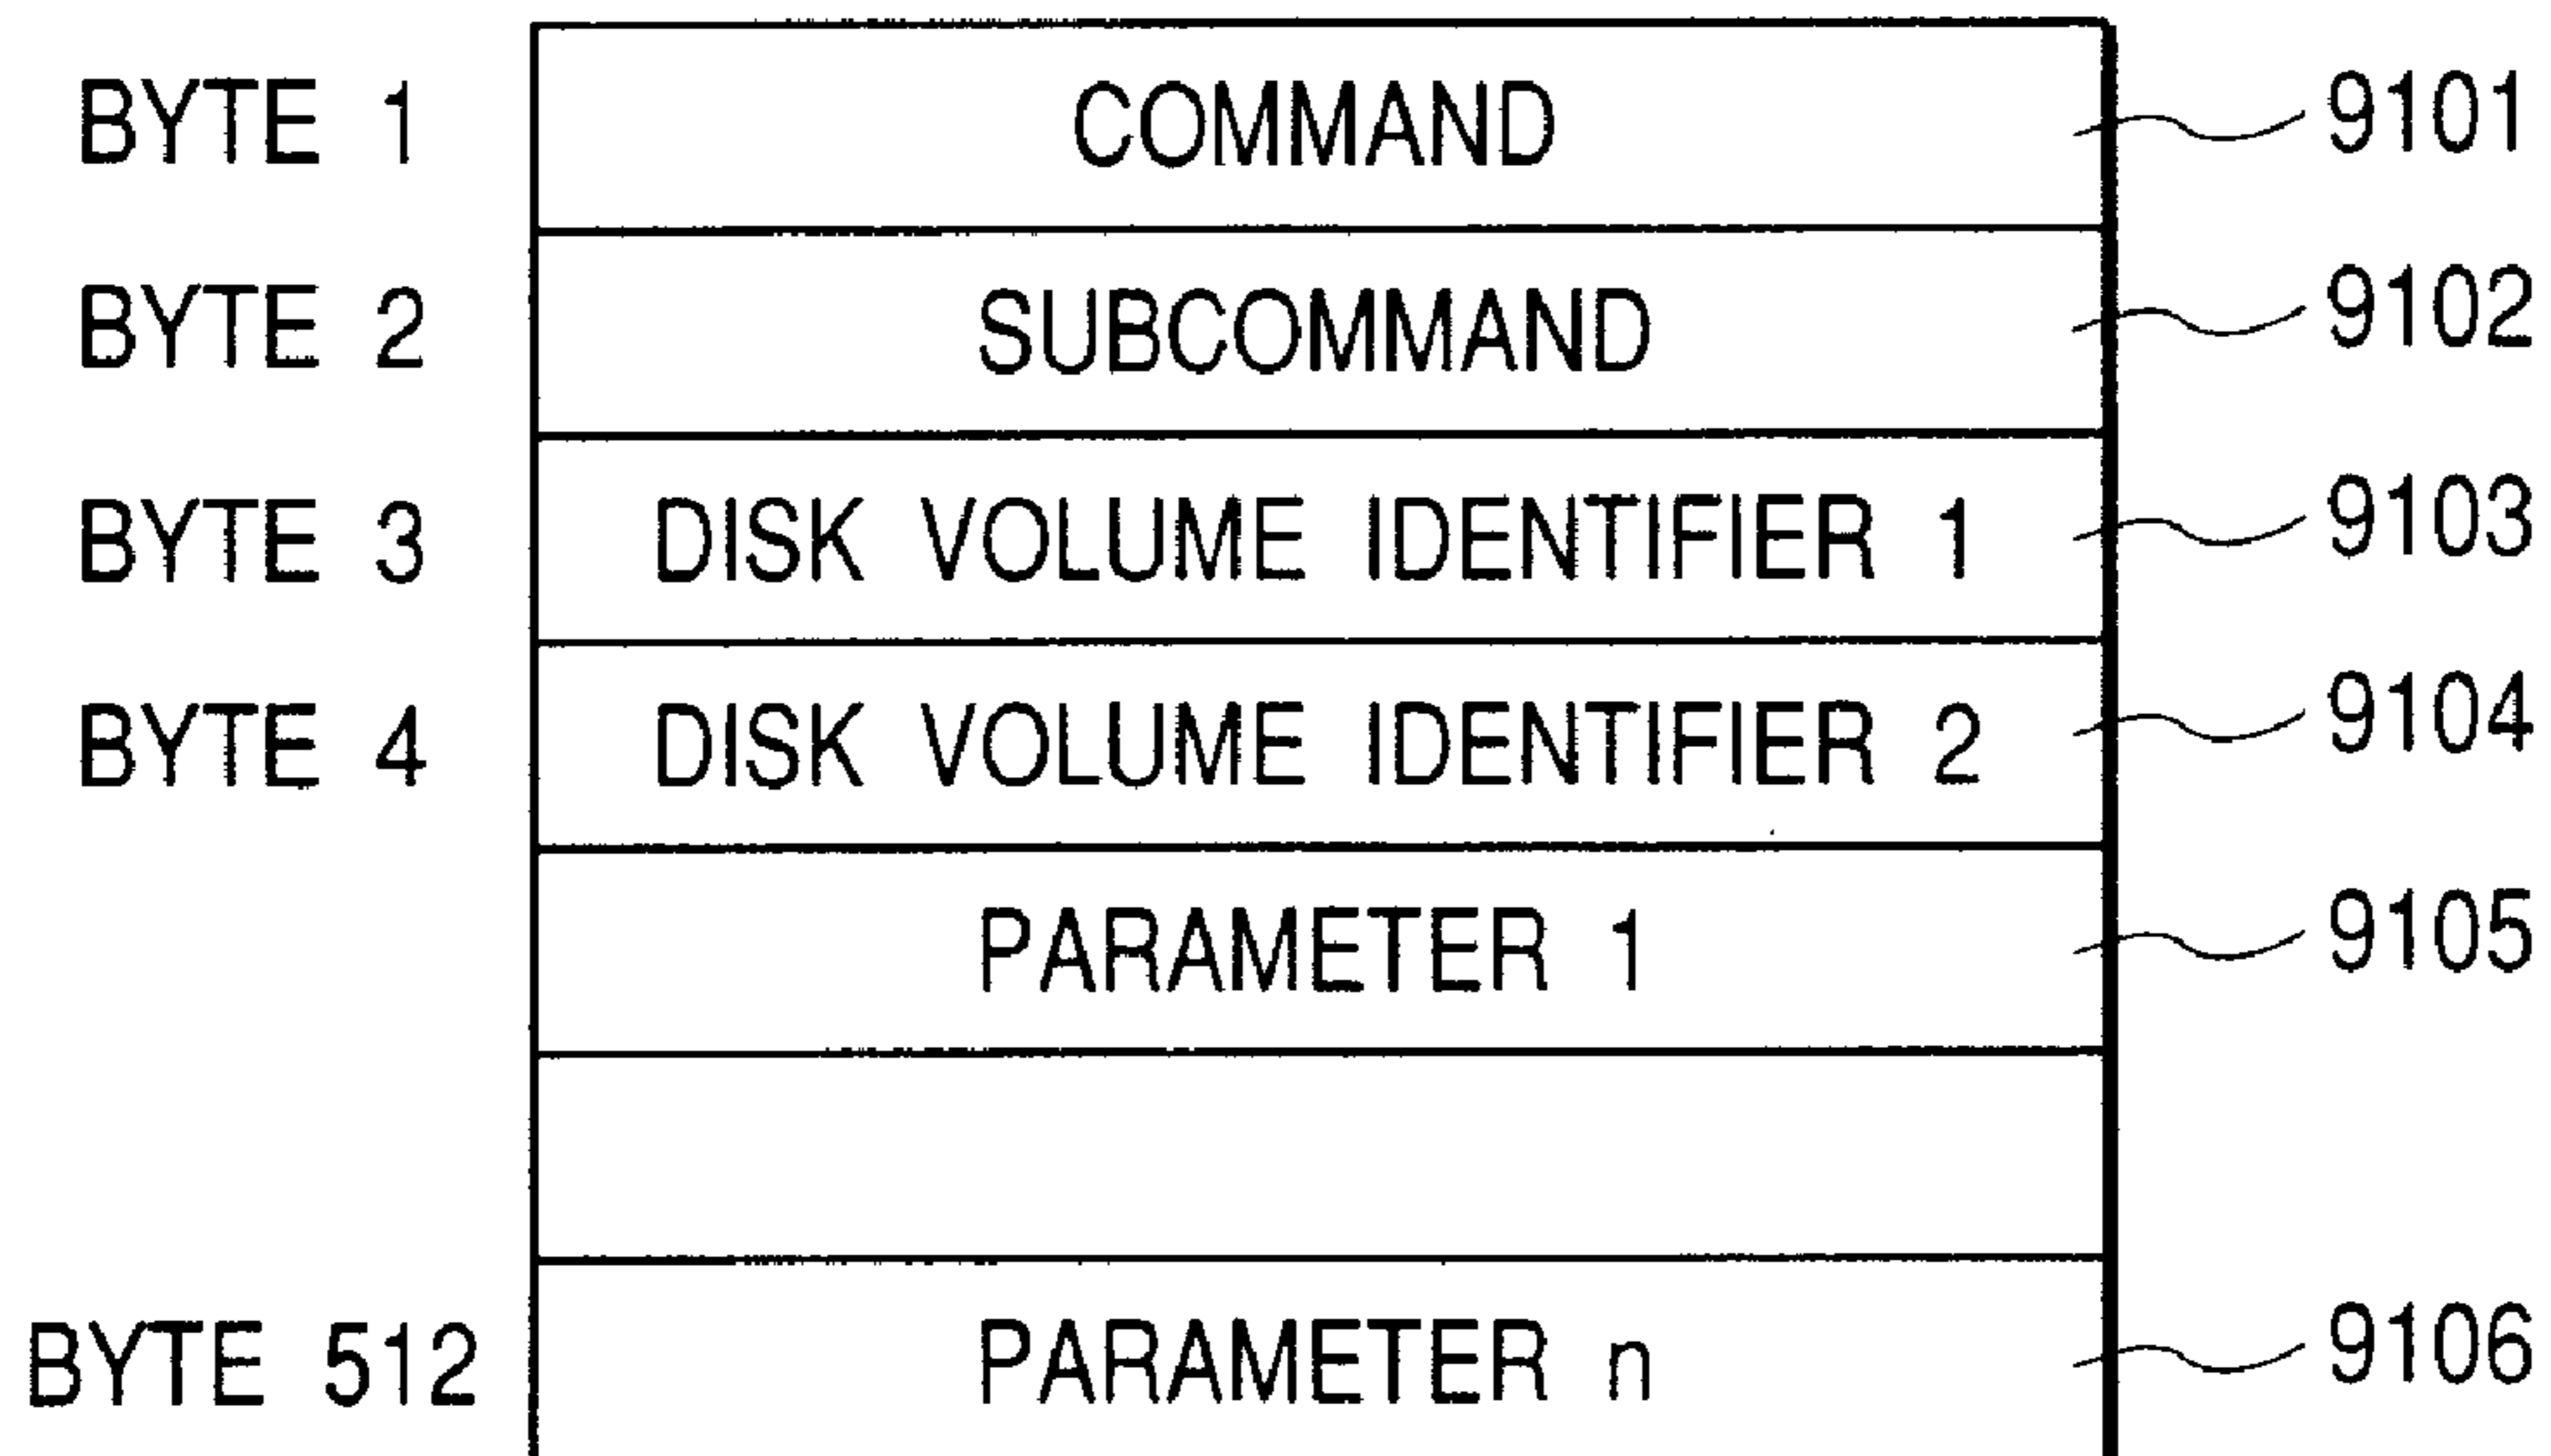 BYTE 1 COMMAND 9101
BYTE 2 SUBCOMMAND 9102
BYTE 3 DISK VOLUME IDENTIFIER 1 9103
BYTE 4 DISK VOLUME IDENTIFIER 2 9104
PARAMETER 1 9105
BYTE 512 PARAMETER n 9106